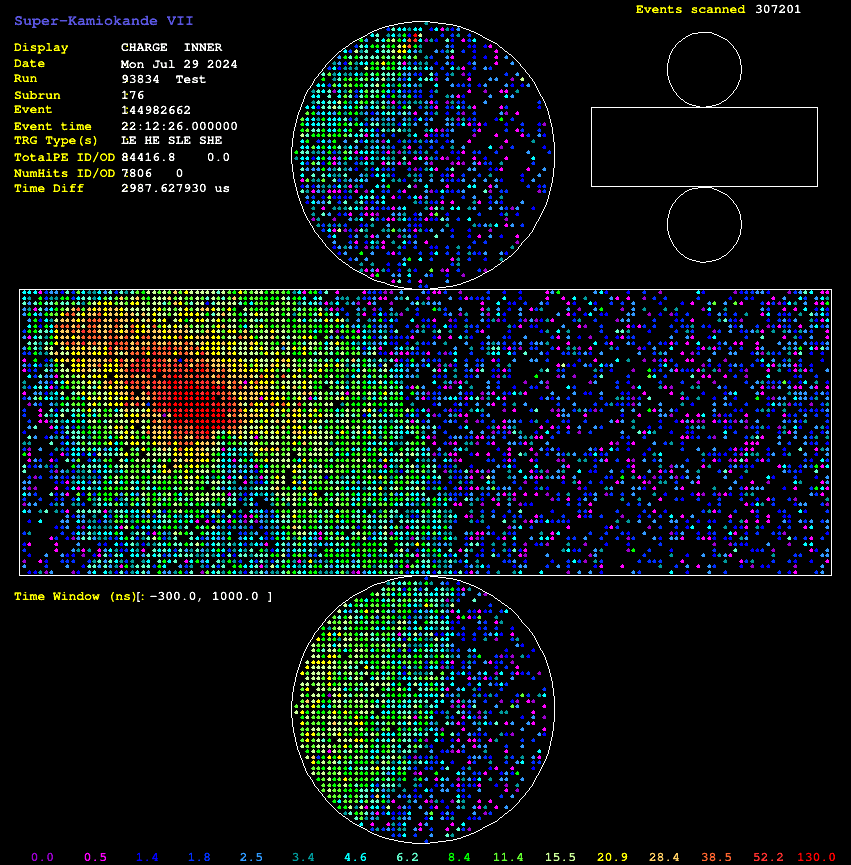 Super-Kamiokande VII
Events scanned 307201
Display CHARGE INNER
Date Mon Jul 29 2024
Run 93834 Test
Subrun 176
Event 144982662
Event time 22:12:26.000000
TRG Type(s) LE HE SLE SHE
TotalPE ID/OD 84416.8 0.0
NumHits ID/OD 7806 0
Time Diff 2987.627930 us
Time Window (ns)[: −300.0, 1000.0 ]
0.0 0.5 1.4 1.8 2.5 3.4 4.6 6.2 8.4 11.4 15.5 20.9 28.4 38.5 52.2 130.0